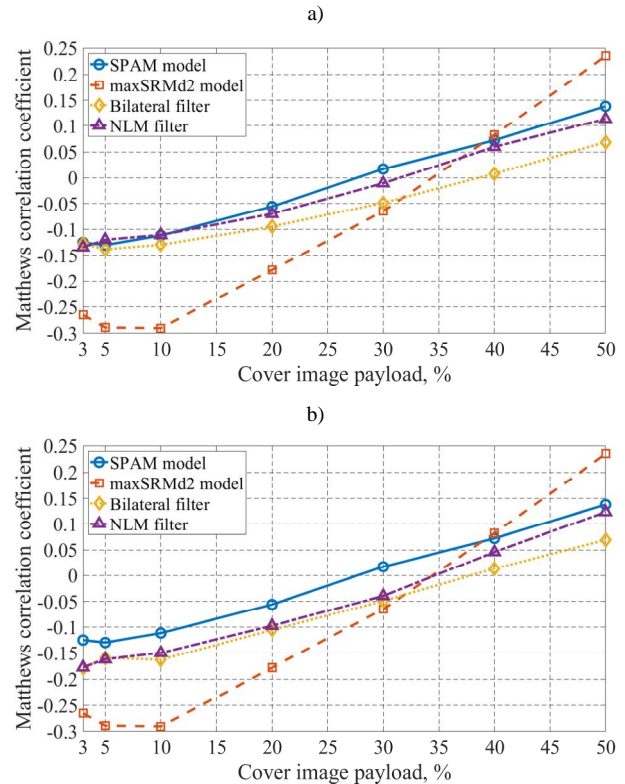 a)
0.25
0.2
0.15
0.1
0.05
0
-0.05
-0.1
-0.15
-0.2
-0.25
-0.3
Matthews correlation coefficient
SPAM model
maxSRMd2 model
Bilateral filter
NLM filter
3 5 10 15 20 25 30 35 40 45 50
Cover image payload, %
b)
0.25
0.2
0.15
0.1
0.05
0
-0.05
-0.1
-0.15
-0.2
-0.25
-0.3
Matthews correlation coefficient
SPAM model
maxSRMd2 model
Bilateral filter
NLM filter
3 5 10 15 20 25 30 35 40 45 50
Cover image payload, %